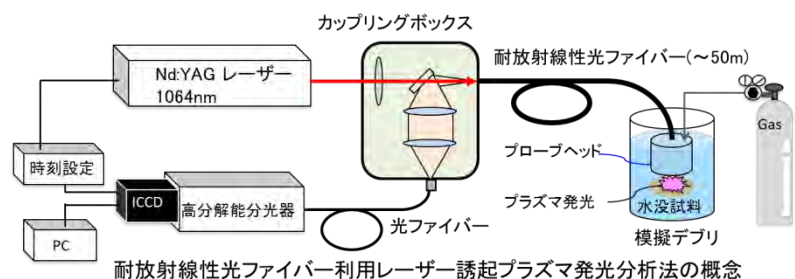 カップリングボックス
Nd:YAG レーザー
1064nm
耐放射線性光ファイバー(～50m)
Gas
時刻設定
ICCD
高分解能分光器
PC
光ファイバー
プローブヘッド
プラズマ発光
水没試料
模擬デブリ
耐放射線性光ファイバー利用レーザー誘起プラズマ発光分析法の概念